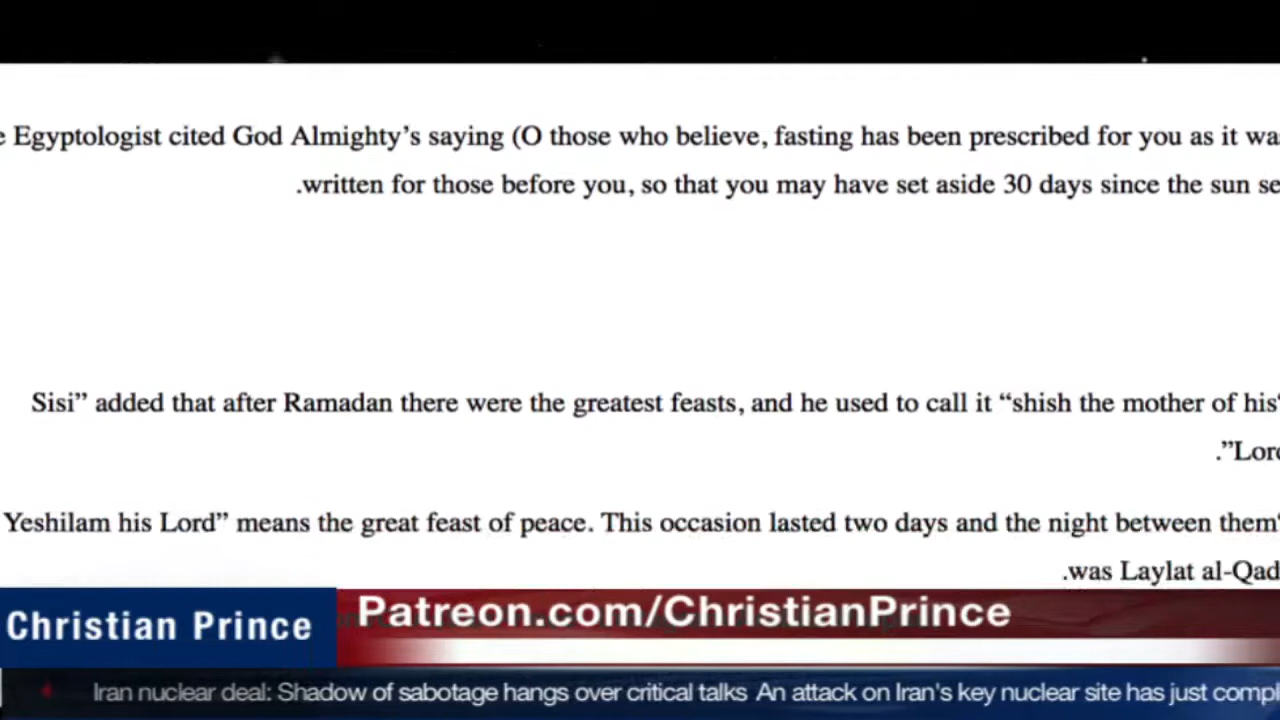 e Egyptologist cited God Almighty’s saying (O those who believe, fasting has been prescribed for you as it wa
.written for those before you, so that you may have set aside 30 days since the sun se
Sisi” added that after Ramadan there were the greatest feasts, and he used to call it “shish the mother of his“
.”Lord
Yeshilam his Lord” means the great feast of peace. This occasion lasted two days and the night between them“
.was Laylat al-Qad
Christian Prince
Patreon.com/ChristianPrince
Iran nuclear deal: Shadow of sabotage hangs over critical talks An attack on Iran's key nuclear site has just compl